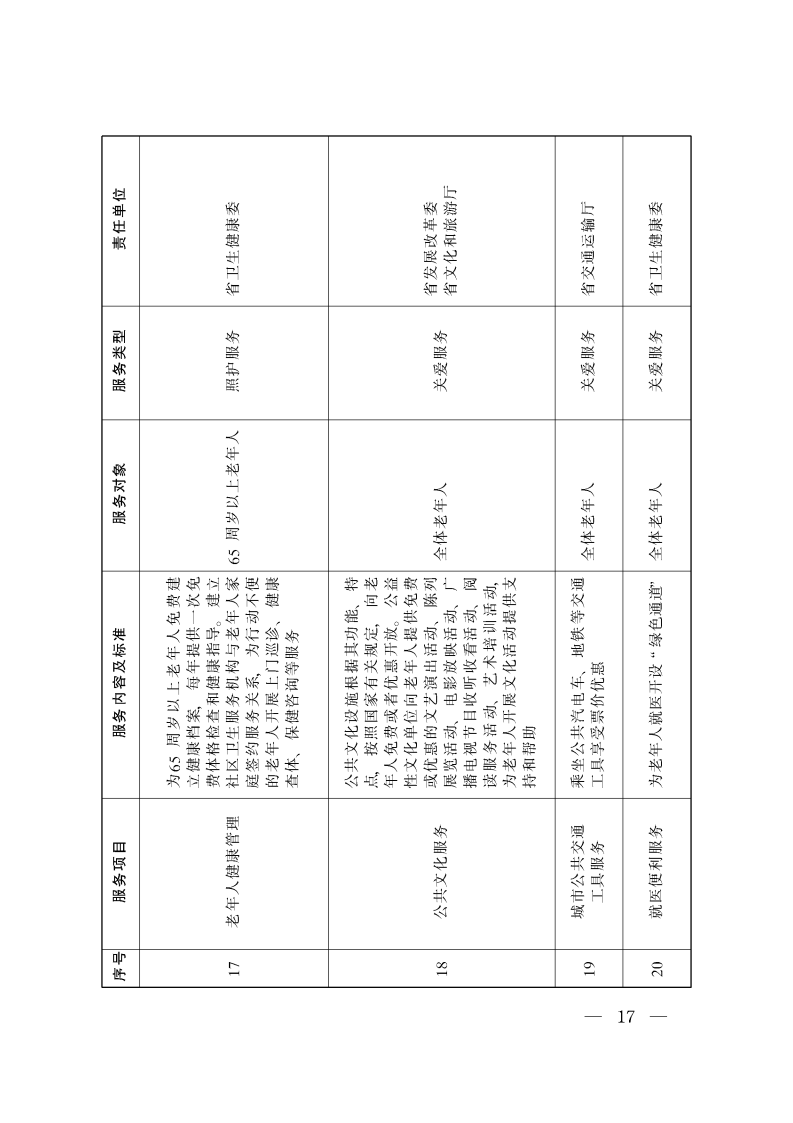 序号
服务项目
服务内容及标准
服务对象
服务类型
责任单位
17
老年人健康管理
为65 周岁以上老年人免费建
立健康档案，每年提供一次免
费体格检查和健康指导。建立
社区卫生服务机构与老年人家
庭签约服务关系，为行动不便
的老年人开展上门巡诊、健康
查体、保健咨询等服务
65 周岁以上老年人
照护服务
省卫生健康委
18
公共文化服务
公共文化设施根据其功能、特
点，按照国家有关规定，向老
年人免费或者优惠开放。公益
性文化单位向老年人提供免费
或优惠的文艺演出活动、陈列
展览活动、电影放映活动、广
播电视节目收听收看活动、阅
读服务活动、艺术培训活动，
为老年人开展文化活动提供支
持和帮助
全体老年人
关爱服务
省发展改革委
省文化和旅游厅
19
城市公共交通
工具服务
乘坐公共汽电车、地铁等交通
工具享受票价优惠
全体老年人
关爱服务
省交通运输厅
20
就医便利服务
为老年人就医开设“绿色通道”
全体老年人
关爱服务
省卫生健康委
— 17 —